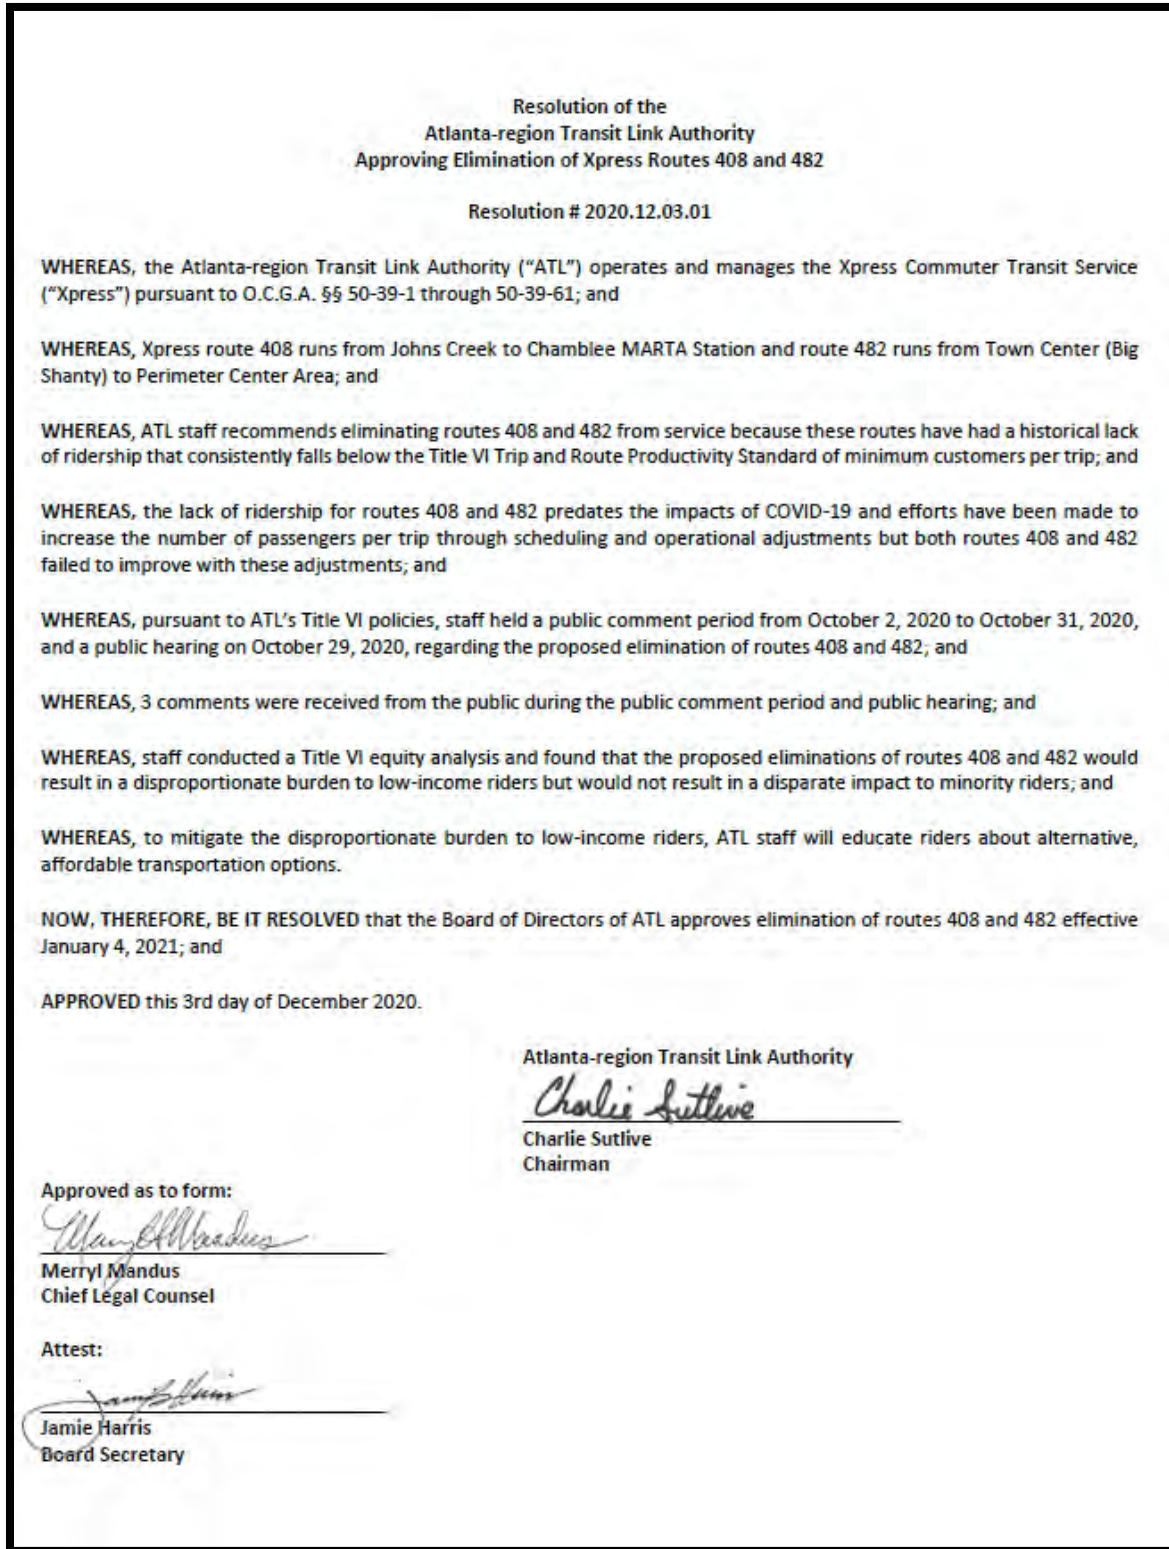 Resolution of the
Atlanta-region Transit Link Authority
Approving Elimination of Xpress Routes 408 and 482
Resolution # 2020.12.03.01
WHEREAS, the Atlanta-region Transit Link Authority (“ATL”) operates and manages the Xpress Commuter Transit Service
(“Xpress”) pursuant to O.C.G.A. §§ 50-39-1 through 50-39-61; and
WHEREAS, Xpress route 408 runs from Johns Creek to Chamblee MARTA Station and route 482 runs from Town Center (Big
Shanty) to Perimeter Center Area; and
WHEREAS, ATL staff recommends eliminating routes 408 and 482 from service because these routes have had a historical lack
of ridership that consistently falls below the Title VI Trip and Route Productivity Standard of minimum customers per trip; and
WHEREAS, the lack of ridership for routes 408 and 482 predates the impacts of COVID-19 and efforts have been made to
increase the number of passengers per trip through scheduling and operational adjustments but both routes 408 and 482
failed to improve with these adjustments; and
WHEREAS, pursuant to ATL’s Title VI policies, staff held a public comment period from October 2, 2020 to October 31, 2020,
and a public hearing on October 29, 2020, regarding the proposed elimination of routes 408 and 482; and
WHEREAS, 3 comments were received from the public during the public comment period and public hearing; and
WHEREAS, staff conducted a Title VI equity analysis and found that the proposed eliminations of routes 408 and 482 would
result in a disproportionate burden to low-income riders but would not result in a disparate impact to minority riders; and
WHEREAS, to mitigate the disproportionate burden to low-income riders, ATL staff will educate riders about alternative,
affordable transportation options.
NOW, THEREFORE, BE IT RESOLVED that the Board of Directors of ATL approves elimination of routes 408 and 482 effective
January 4, 2021; and
APPROVED this 3rd day of December 2020.
Atlanta-region Transit Link Authority
Charlie Sutlive
Charlie Sutlive
Chairman
Approved as to form:
Merryl Mandus
Chief Legal Counsel
Attest:
Jamie Harris
Board Secretary